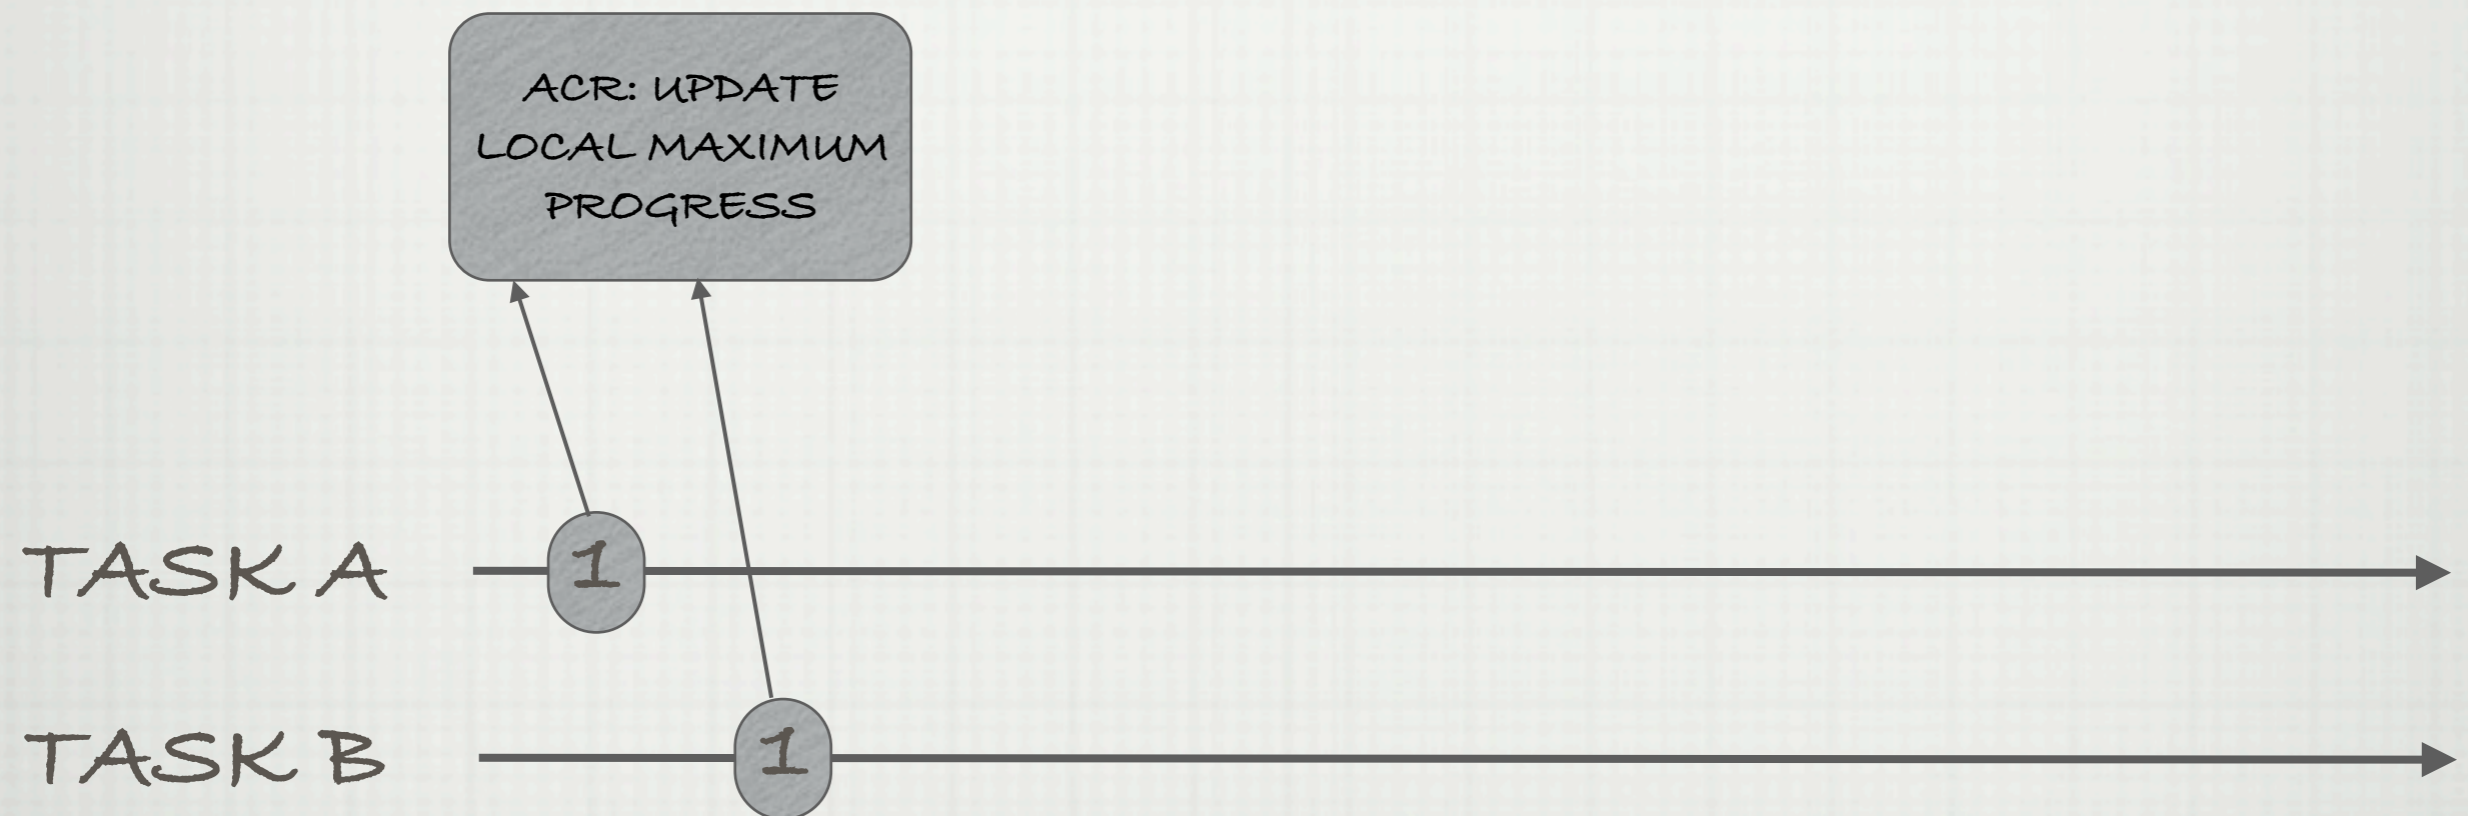 ACR: UPDATE
LOCAL MAXIMUM
PROGRESS
TASK A
1
TASK B
1